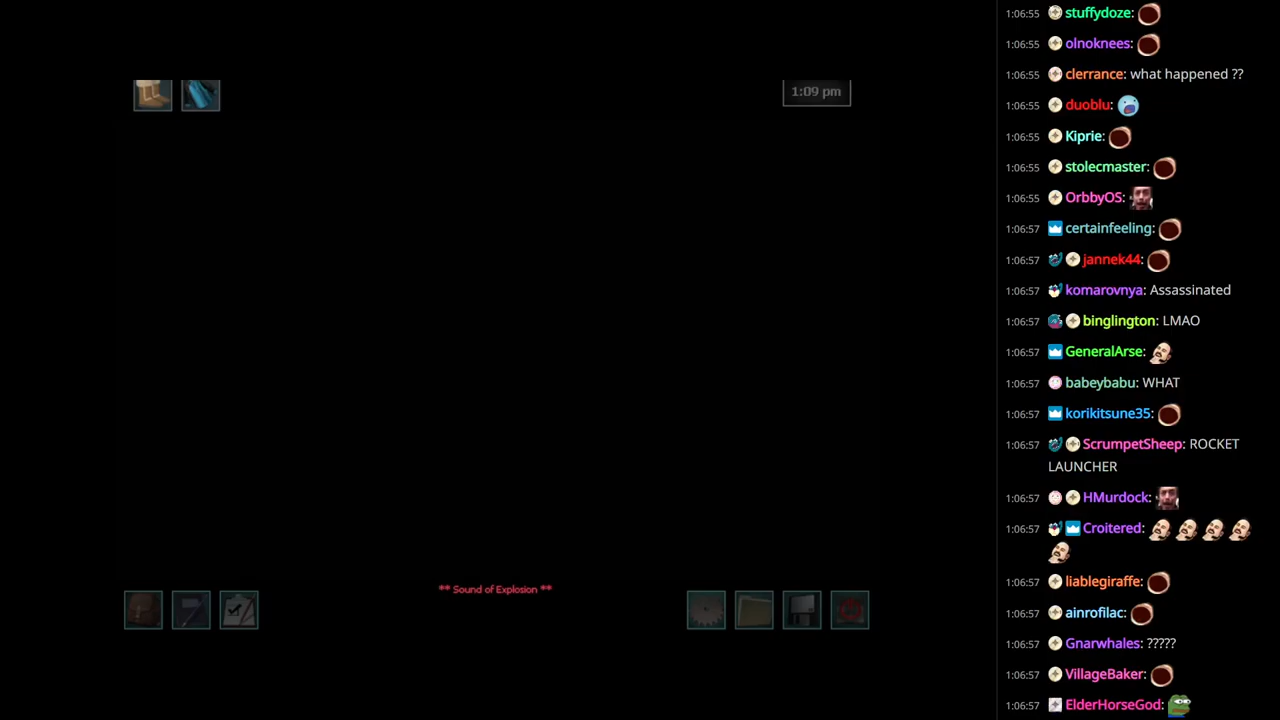 1:09 pm
** Sound of Explosion **
1:06:55 stuffydoze:
1:06:55 olnoknees:
1:06:55 clerrance: what happened ??
1:06:55 duoblu:
1:06:55 Kiprie:
1:06:55 stolecmaster:
1:06:55 OrbbyOS:
1:06:57 certainfeeling:
1:06:57 jannek44:
1:06:57 komarovnya: Assassinated
1:06:57 binglington: LMAO
1:06:57 GeneralArse:
1:06:57 babeybabu: WHAT
1:06:57 korikitsune35:
1:06:57 ScrumpetSheep: ROCKET
LAUNCHER
1:06:57 HMurdock:
1:06:57 Croitered:
1:06:57 liablegiraffe:
1:06:57 ainrofilac:
1:06:57 Gnarwhales: ?????
1:06:57 VillageBaker:
1:06:57 ElderHorseGod: